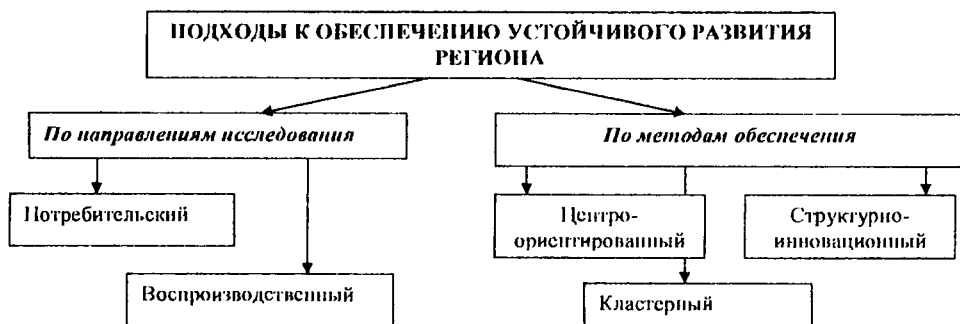 ПОДХОДЫ К ОБЕСПЕЧЕНИЮ УСТОЙЧИВОГО РАЗВИТИЯ
РЕГИОНА
По направлениям исследования
По методам обеспечения
Потребительский
Центро-
ориентированный
Структурно-
инновационный
Воспроизводственный
Кластерный